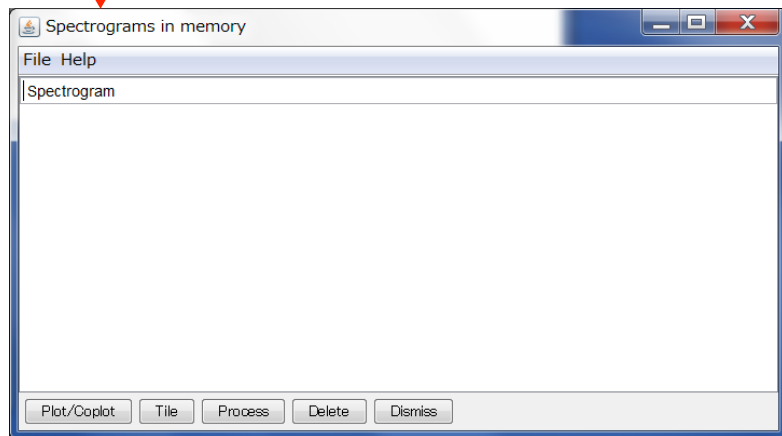 Spectrograms in memory
File Help
Spectrogram
Plot/Coplot Tile Process Delete Dismiss